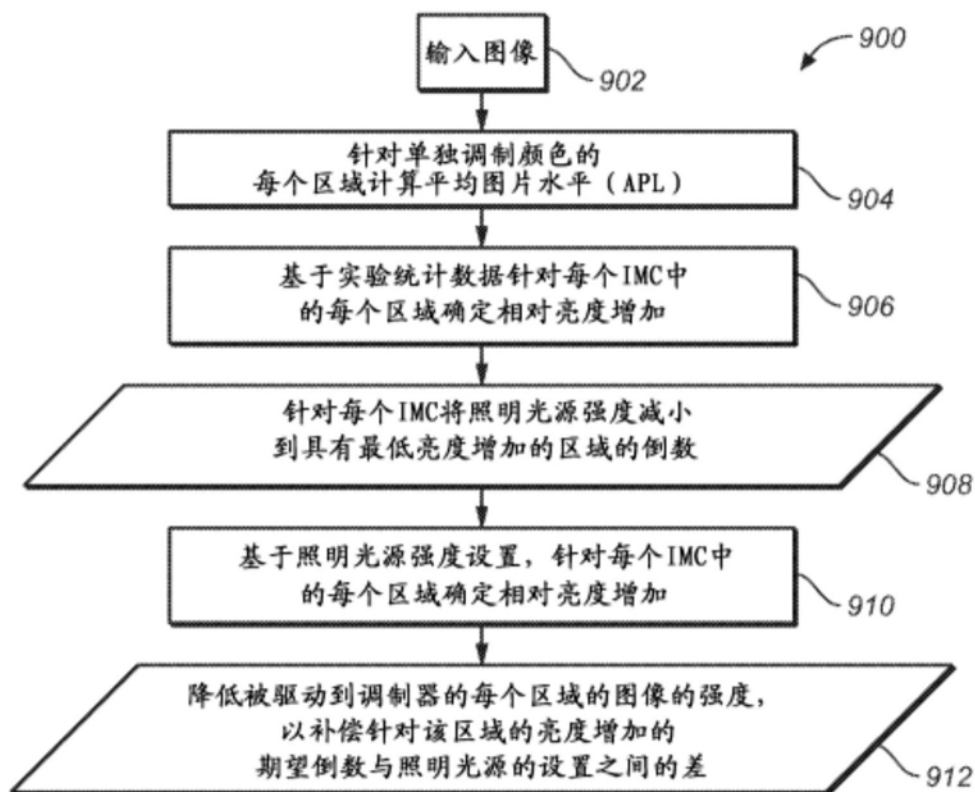 900
输入图像
902
针对单独调制颜色的
每个区域计算平均图片水平（APL）
904
基于实验统计数据针对每个IMC中
的每个区域确定相对亮度增加
906
针对每个IMC将照明光源强度减小
到具有最低亮度增加的区域的倒数
908
基于照明光源强度设置，针对每个IMC中
的每个区域确定相对亮度增加
910
降低被驱动到调制器的每个区域的图像的强度，
以补偿针对该区域的亮度增加的
期望倒数与照明光源的设置之间的差
912